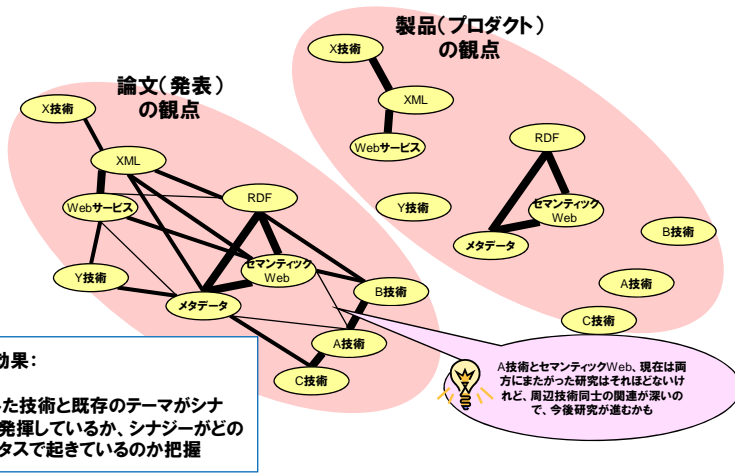 製品(プロダクト)
の観点
X技術
XML
Webサービス
RDF
セマンティック
Web
Y技術
メタデータ
B技術
A技術
C技術
論文(発表)
の観点
X技術
XML
Webサービス
RDF
セマンティック
Web
Y技術
メタデータ
B技術
A技術
C技術
A技術とセマンティックWeb、現在は両
方にまたがった研究はそれほどないけ
れど、周辺技術同士の関連が深いの
で、今後研究が進むかも
効果:
た技術と既存のテーマがシナ
発揮しているか、シナジーがどの
タスで起きているのか把握